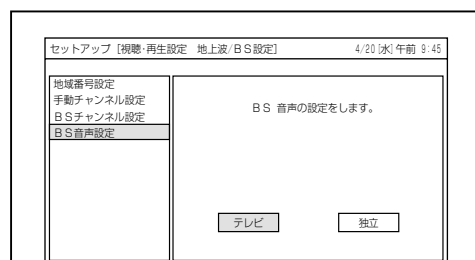 セットアップ [視聴･再生設定 地上波/BS設定] 4/20[水]午前 9:45
地域番号設定
手動チャンネル設定
BSチャンネル設定
BS音声設定
BS 音声の設定をします。
テレビ 独立